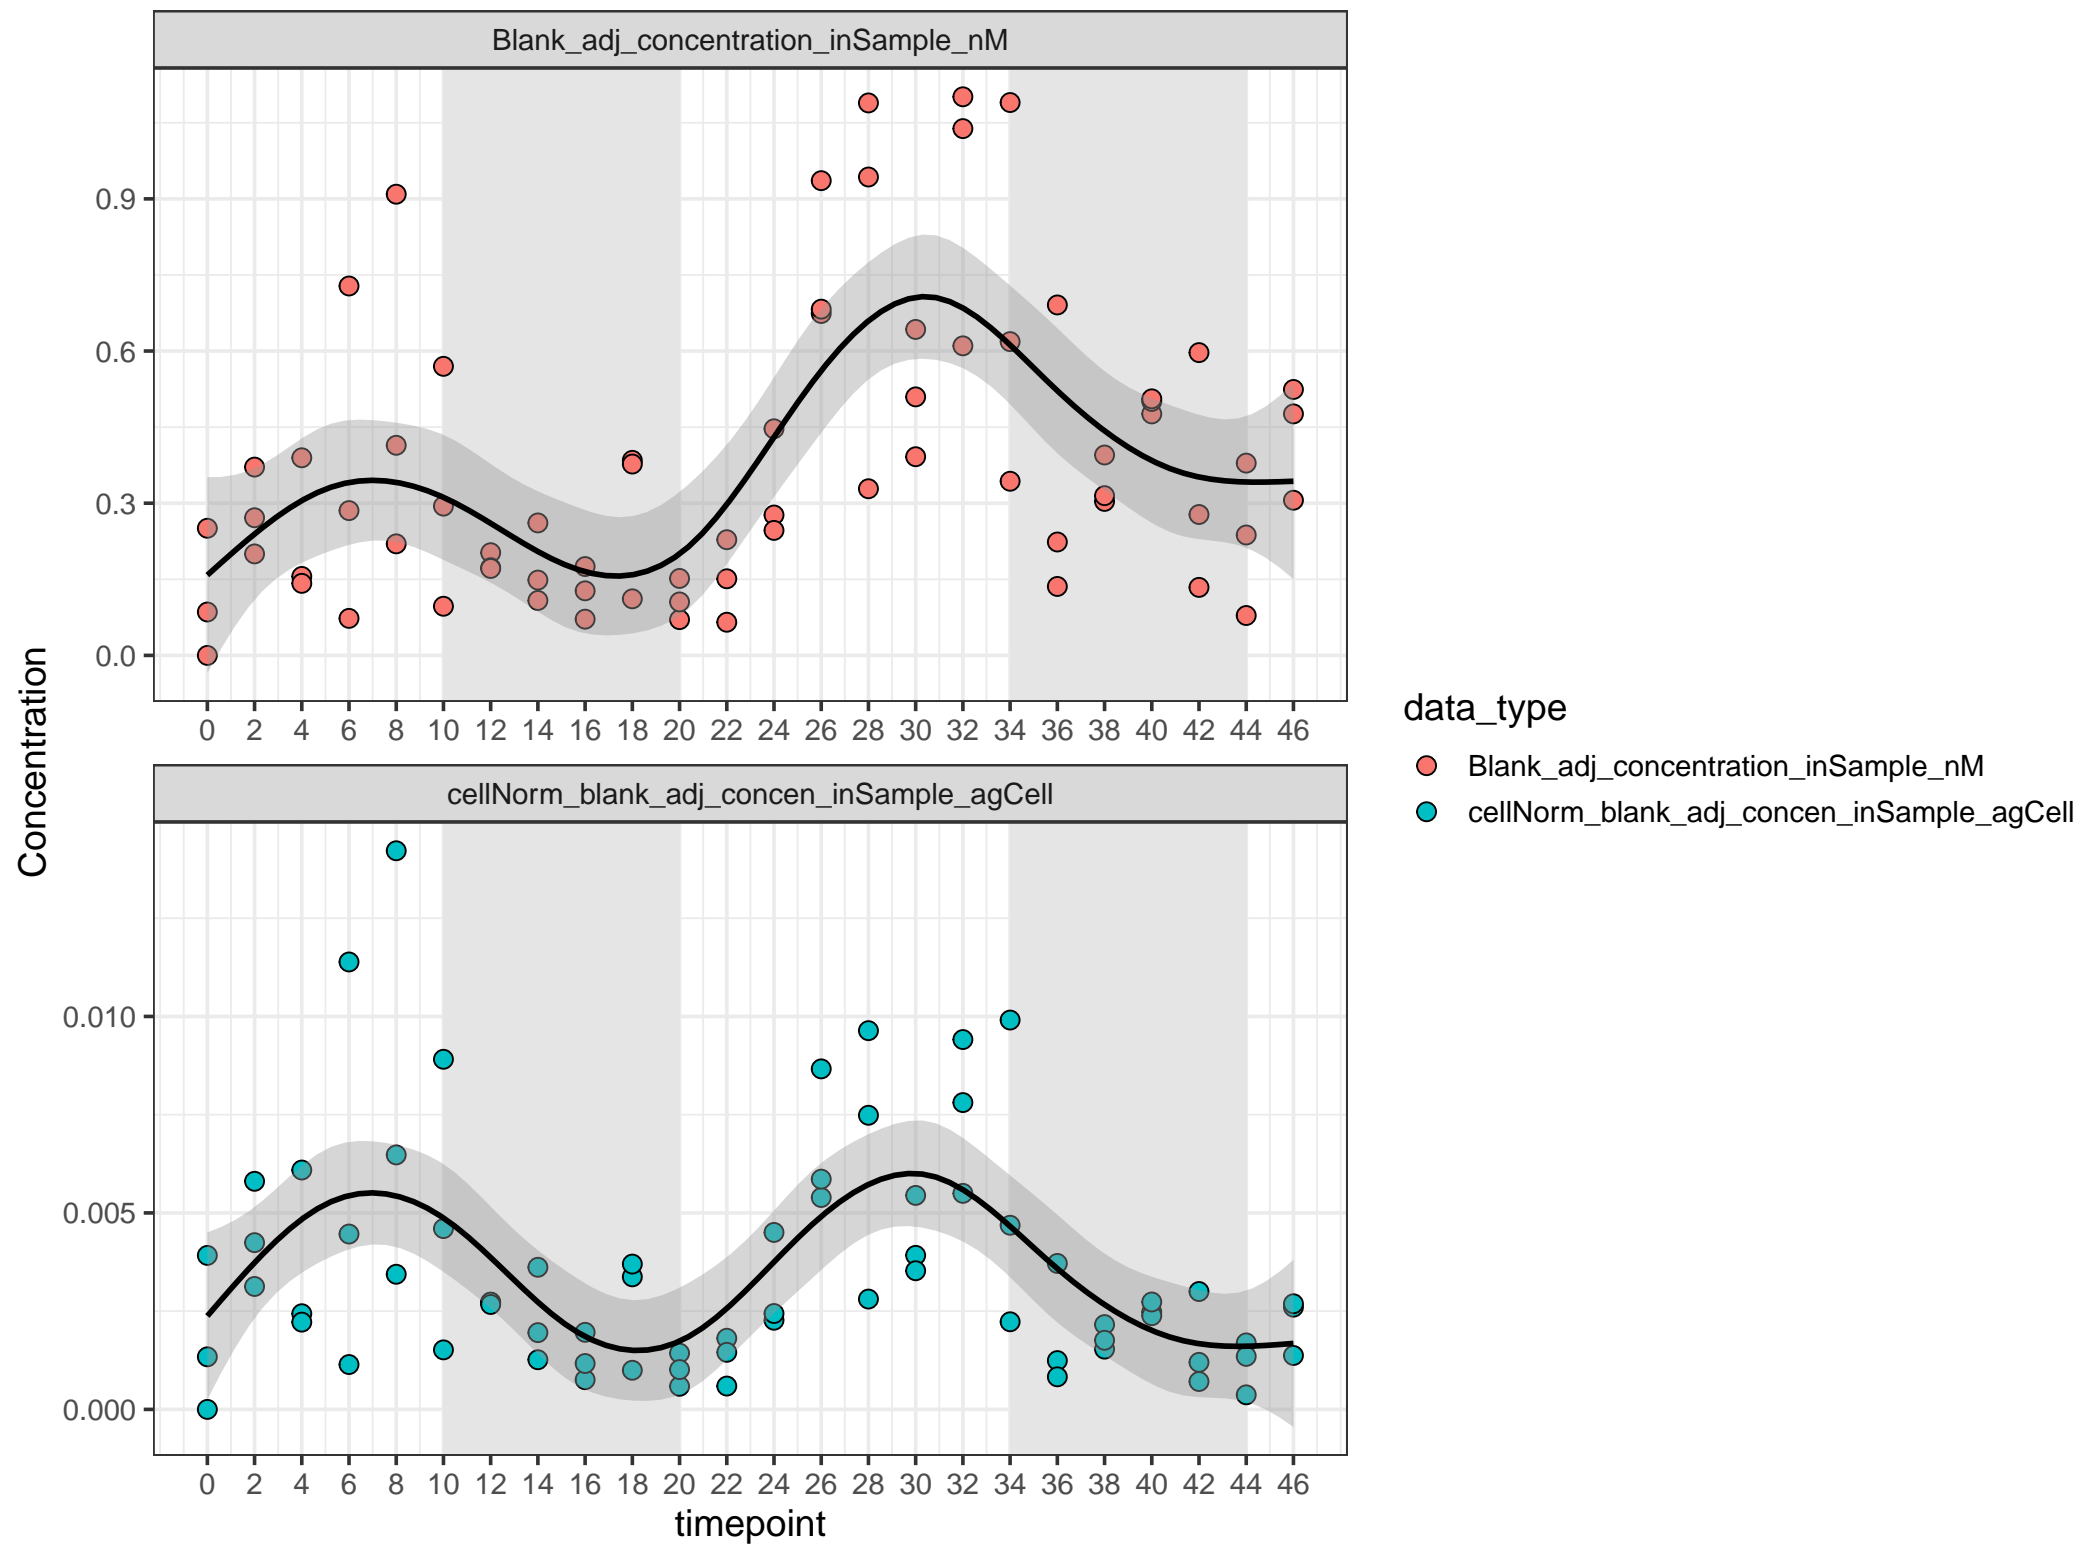 Blank_adj_concentration_inSample_nM
0.9
0.6
0.3
0.0
0 2 4 6 8 10 12 14 16 18 20 22 24 26 28 30 32 34 36 38 40 42 44 46
Concentration
cellNorm_blank_adj_concen_inSample_agCell
0.010
0.005
0.000
0 2 4 6 8 10 12 14 16 18 20 22 24 26 28 30 32 34 36 38 40 42 44 46
timepoint
data_type
Blank_adj_concentration_inSample_nM
cellNorm_blank_adj_concen_inSample_agCell